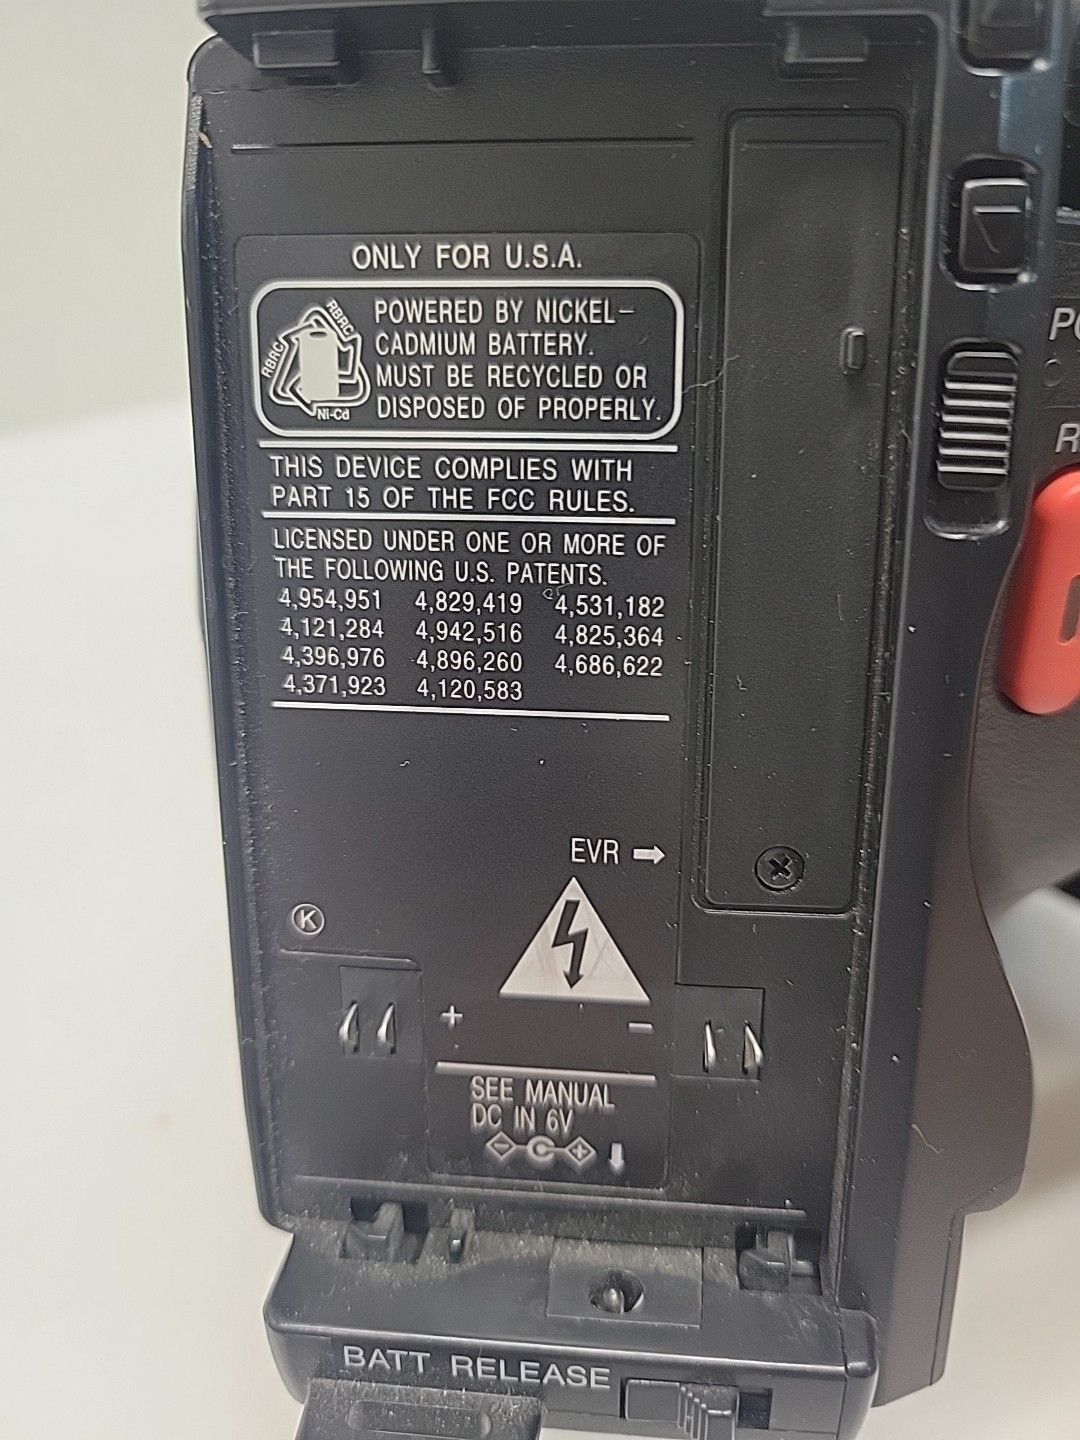 ONLY FOR U.S.A.
RBRC
RBRC
Ni-Cd
POWERED BY NICKEL-
CADMIUM BATTERY.
MUST BE RECYCLED OR
DISPOSED OF PROPERLY.
THIS DEVICE COMPLIES WITH
PART 15 OF THE FCC RULES.
LICENSED UNDER ONE OR MORE OF
THE FOLLOWING U.S. PATENTS.
4,954,951 4,829,419 4,531,182
4,121,284 4,942,516 4,825,364
4,396,976 4,896,260 4,686,622
4,371,923 4,120,583
EVR
K
+ −
SEE MANUAL
DC IN 6V
BATT RELEASE